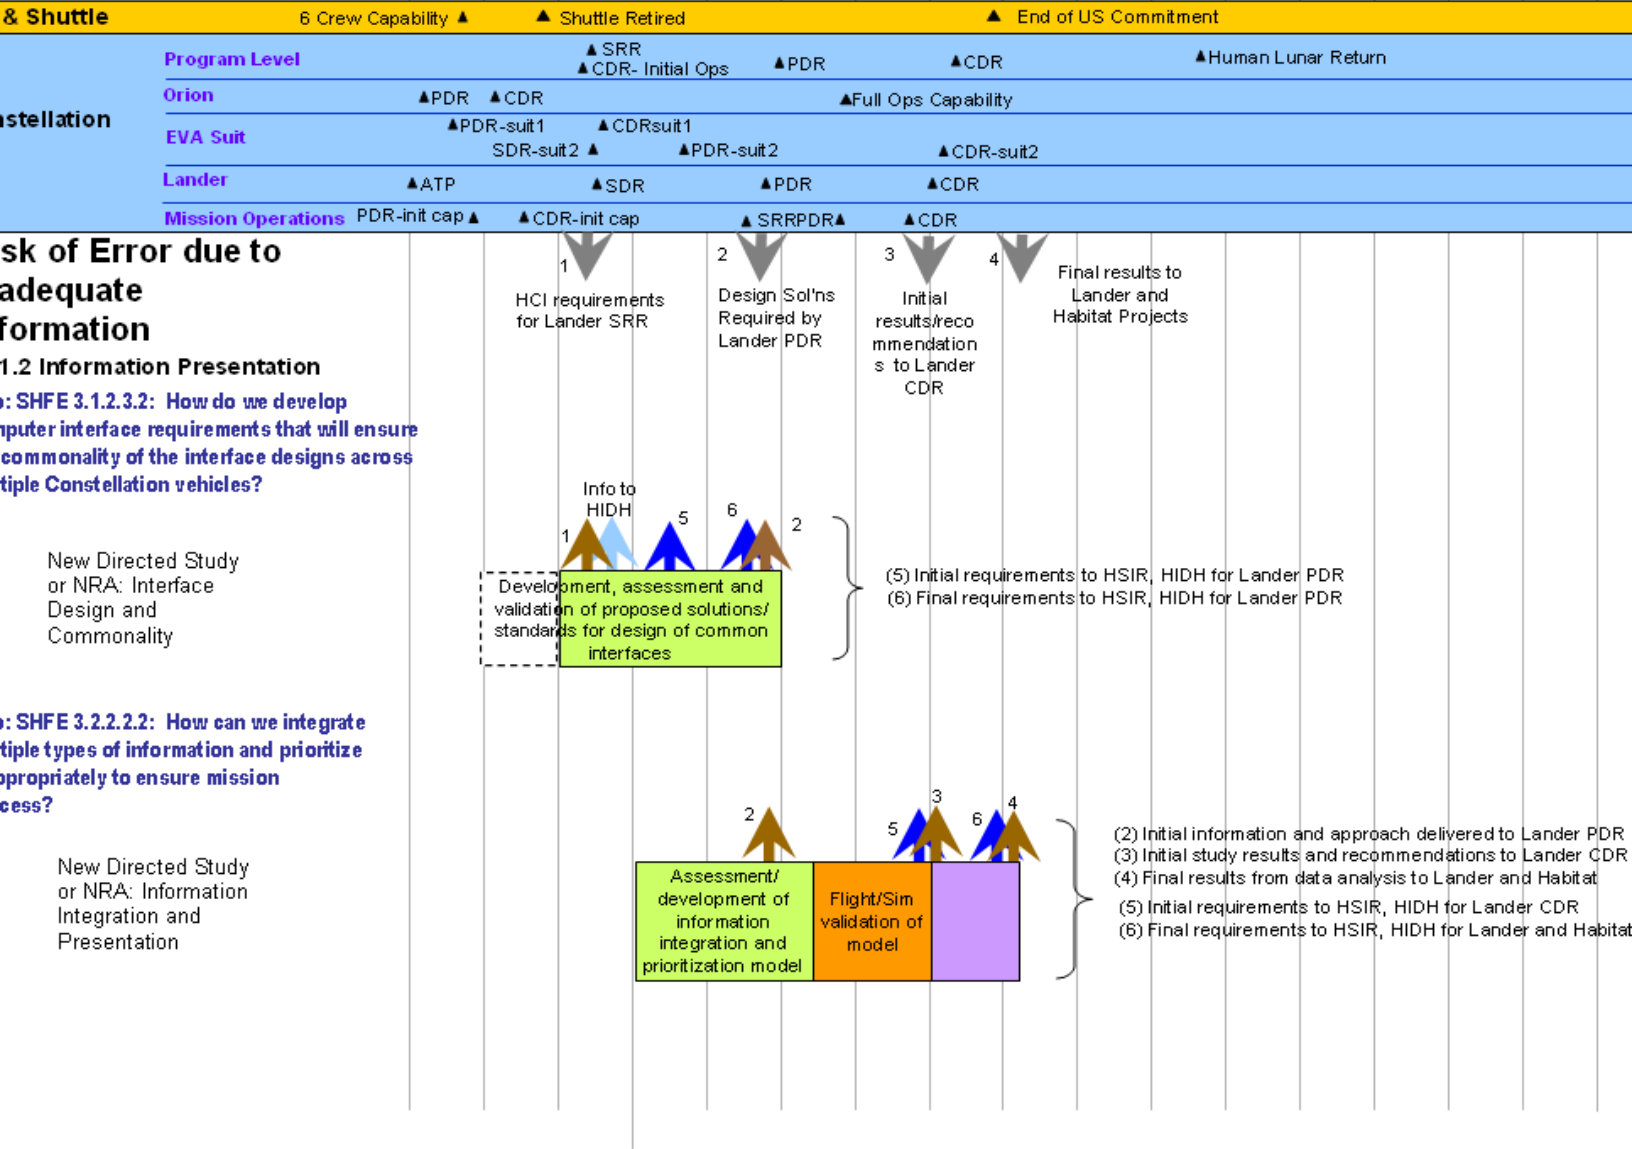 & Shuttle
6 Crew Capability
Shuttle Retired
End of US Commitment
Program Level
SRR
CDR- Initial Ops
PDR
CDR
Human Lunar Return
Orion
PDR
CDR
Full Ops Capability
nstellation
EVA Suit
PDR-suit1
CDRsuit1
SDR-suit2
PDR-suit2
CDR-suit2
Lander
ATP
SDR
PDR
CDR
Mission Operations
PDR-init cap
CDR-init cap
SRRPDR
CDR
sk of Error due to
adequate
formation
1.2 Information Presentation
1
HCI requirements
for Lander SRR
2
Design Sol'ns
Required by
Lander PDR
3
Initial
results/reco
mmendation
s to Lander
CDR
4
Final results to
Lander and
Habitat Projects
: SHFE 3.1.2.3.2: How do we develop
mputer interface requirements that will ensure
commonality of the interface designs across
tiple Constellation vehicles?
Info to
HIDH
1
5
6
2
New Directed Study
or NRA: Interface
Design and
Commonality
Development, assessment and
validation of proposed solutions/
standards for design of common
interfaces
(5) Initial requirements to HSIR, HIDH for Lander PDR
(6) Final requirements to HSIR, HIDH for Lander PDR
: SHFE 3.2.2.2.2: How can we integrate
tiple types of information and prioritize
ppropriately to ensure mission
cess?
2
5
3
6
4
New Directed Study
or NRA: Information
Integration and
Presentation
Assessment/
development of
information
integration and
prioritization model
Flight/Sim
validation of
model
(2) Initial information and approach delivered to Lander PDR
(3) Initial study results and recommendations to Lander CDR
(4) Final results from data analysis to Lander and Habitat
(5) Initial requirements to HSIR, HIDH for Lander CDR
(6) Final requirements to HSIR, HIDH for Lander and Habitat